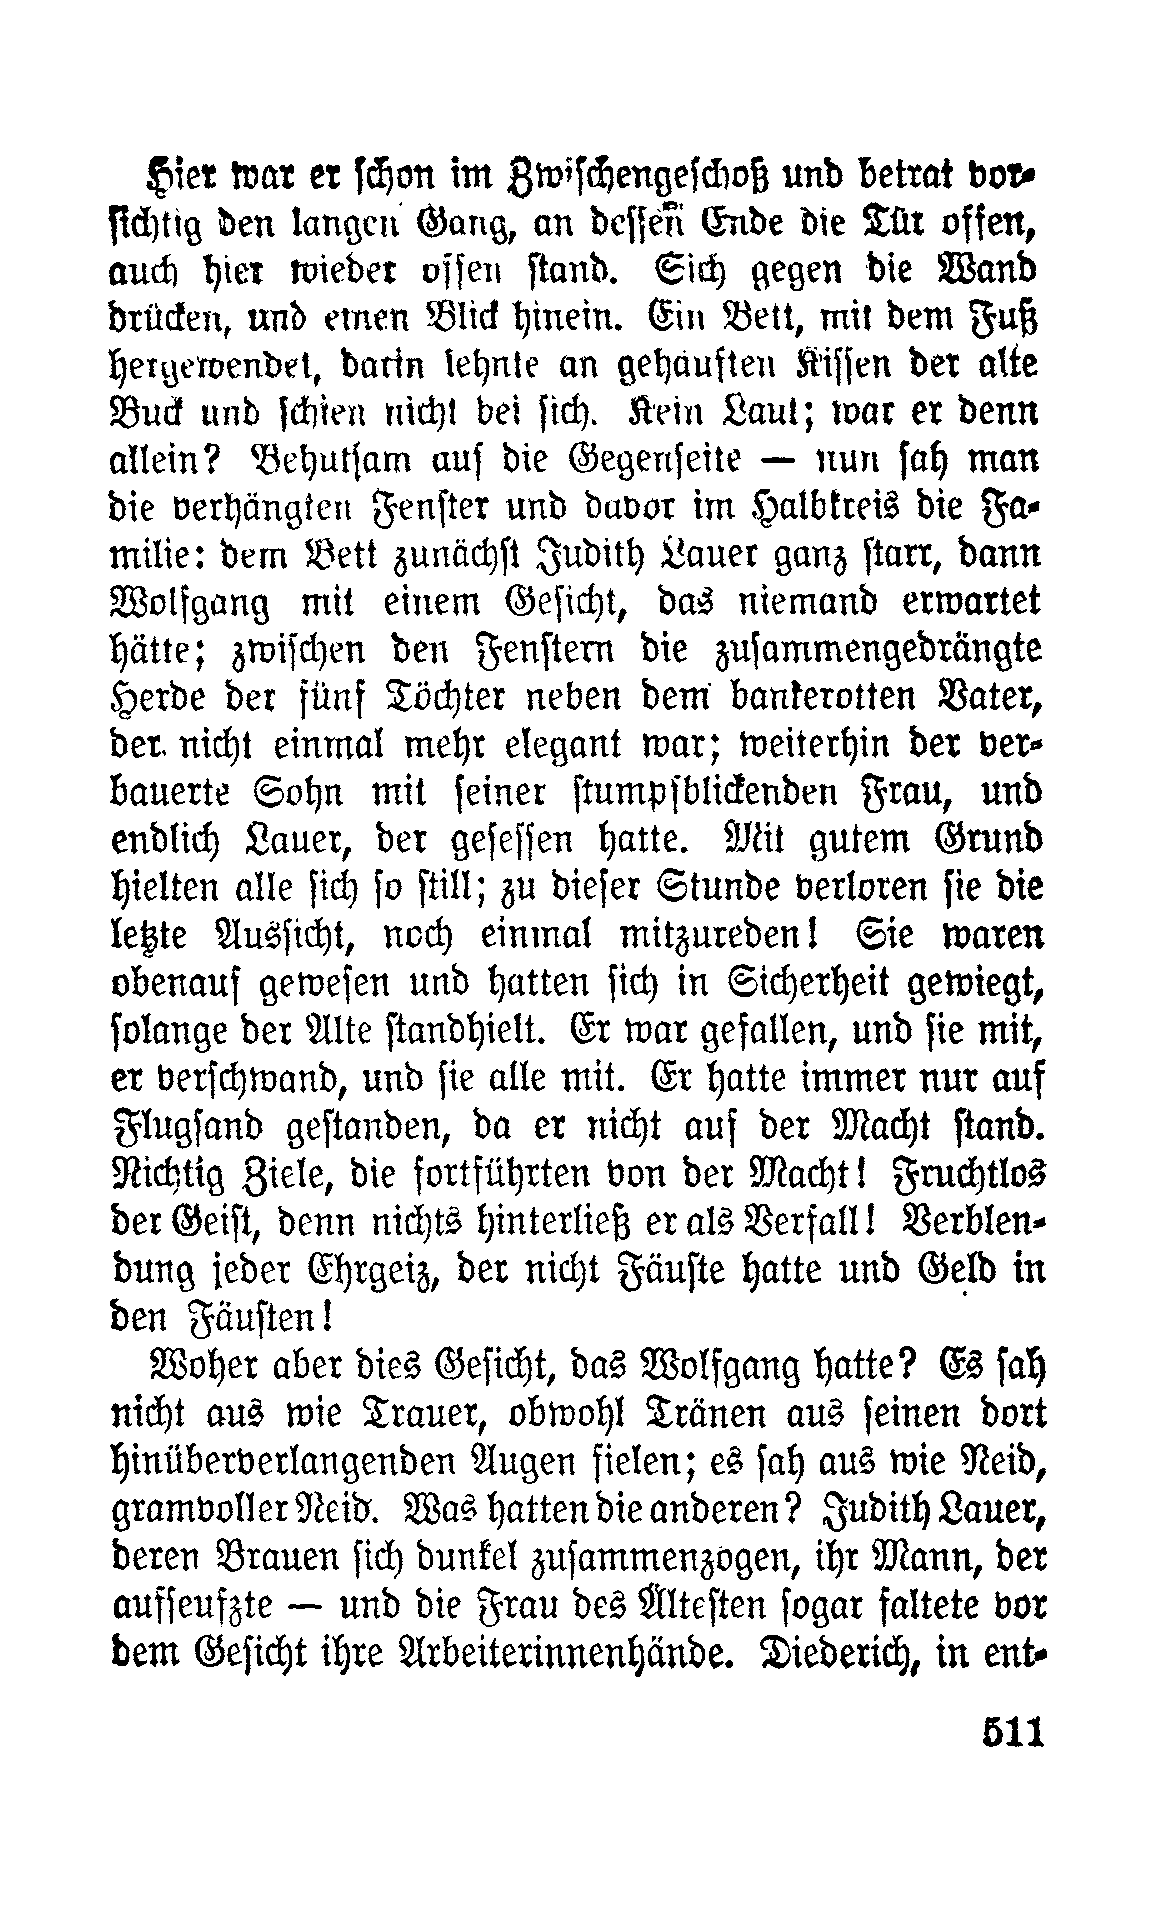 Hier war er schon im Zwischengeschoß und betrat vor-
sichtig den langen Gang, an dessen Ende die Tür offen,
auch hier wieder offen stand. Sich gegen die Wand
drücken, und einen Blick hinein. Ein Bett, mit dem Fuß
hergewendet, darin lehnte an gehäuften Kissen der alte
Buck und schien nicht bei sich. Kein Laut; war er denn
allein? Behutsam auf die Gegenseite — nun sah man
die verhängten Fenster und davor im Halbkreis die Fa-
milie: dem Bett zunächst Judith Lauer ganz starr, dann
Wolfgang mit einem Gesicht, das niemand erwartet
hätte; zwischen den Fenstern die zusammengedrängte
Herde der fünf Töchter neben dem bankerotten Vater,
der nicht einmal mehr elegant war; weiterhin der ver-
bauerte Sohn mit seiner stumpfblickenden Frau, und
endlich Lauer, der gesessen hatte. Mit gutem Grund
hielten alle sich so still; zu dieser Stunde verloren sie die
letzte Aussicht, noch einmal mitzureden! Sie waren
obenauf gewesen und hatten sich in Sicherheit gewiegt,
solange der Alte standhielt. Er war gefallen, und sie mit,
er verschwand, und sie alle mit. Er hatte immer nur auf
Flugsand gestanden, da er nicht auf der Macht stand.
Nichtig Ziele, die fortführten von der Macht! Fruchtlos
der Geist, denn nichts hinterließ er als Verfall! Verblen-
dung jeder Ehrgeiz, der nicht Fäuste hatte und Geld in
den Fäusten!
Woher aber dies Gesicht, das Wolfgang hatte? Es sah
nicht aus wie Trauer, obwohl Tränen aus seinen dort
hinüberverlangenden Augen fielen; es sah aus wie Neid,
gramvoller Neid. Was hatten die anderen? Judith Lauer,
deren Brauen sich dunkel zusammenzogen, ihr Mann, der
aufseufzte — und die Frau des Ältesten sogar faltete vor
dem Gesicht ihre Arbeiterinnenhände. Diederich, in ent-
511